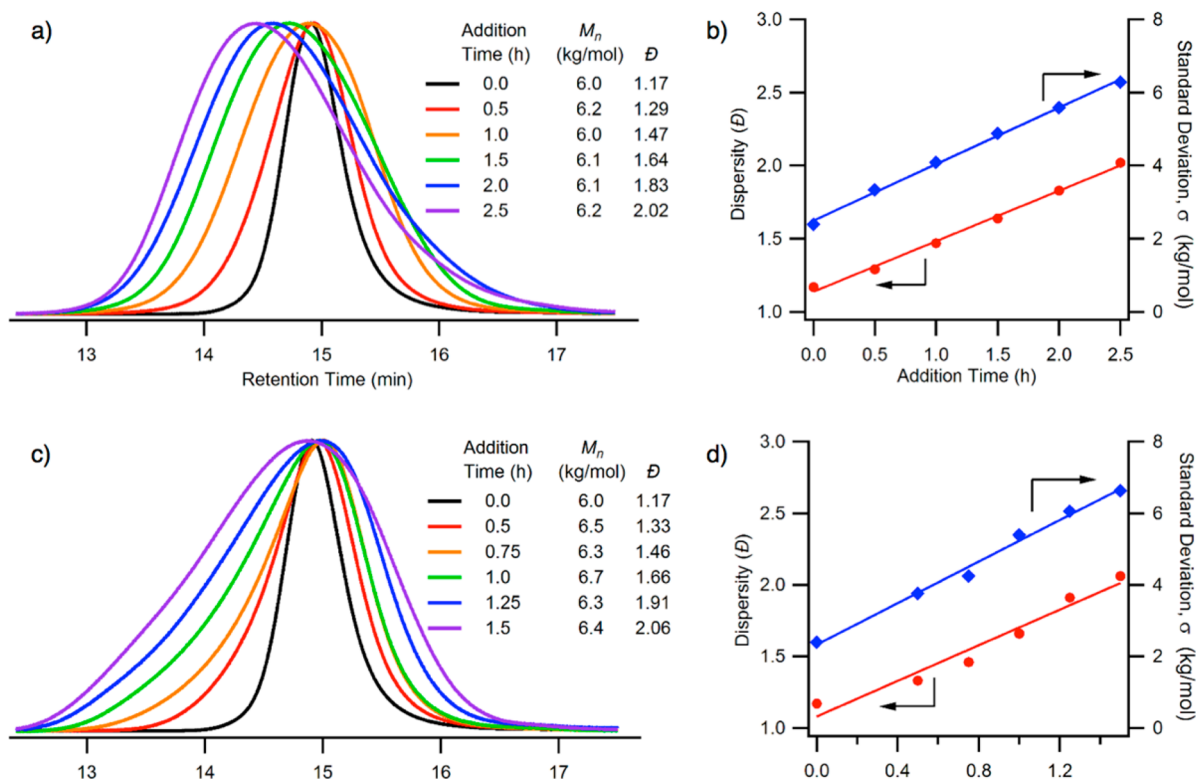 a)
Addition Mn
Time (h) (kg/mol) Đ
0.0 6.0 1.17
0.5 6.2 1.29
1.0 6.0 1.47
1.5 6.1 1.64
2.0 6.1 1.83
2.5 6.2 2.02
13 14 15 16 17
Retention Time (min)
b)
3.0
2.5
2.0
1.5
1.0
Dispersity (Đ)
8
6
4
2
0
Standard Deviation, σ (kg/mol)
0.0 0.5 1.0 1.5 2.0 2.5
Addition Time (h)
c)
Addition Mn
Time (h) (kg/mol) Đ
0.0 6.0 1.17
0.5 6.5 1.33
0.75 6.3 1.46
1.0 6.7 1.66
1.25 6.3 1.91
1.5 6.4 2.06
13 14 15 16 17
d)
3.0
2.5
2.0
1.5
1.0
Dispersity (Đ)
8
6
4
2
0
Standard Deviation, σ (kg/mol)
0.0 0.4 0.8 1.2